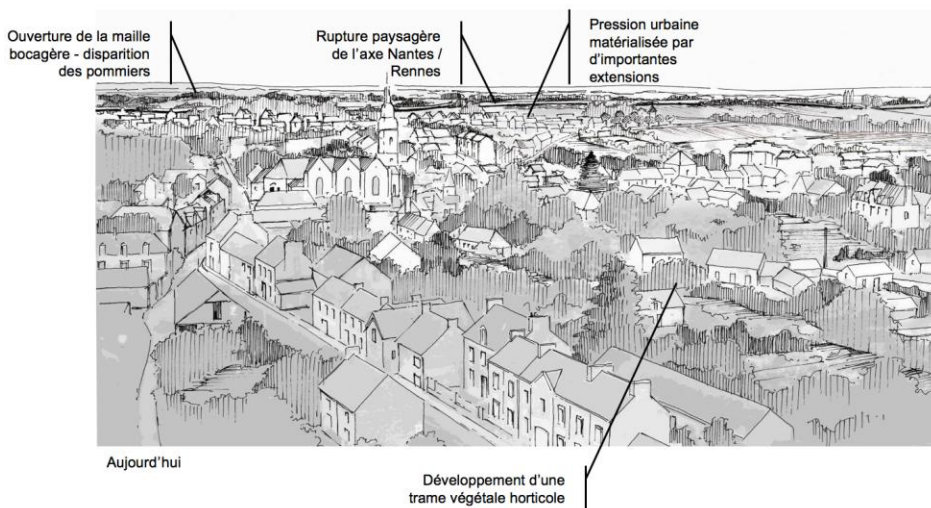 Ouverture de la maille
bocagère - disparition
des pommiers
Rupture paysagère
de l'axe Nantes /
Rennes
Pression urbaine
matérialisée par
d'importantes
extensions
Aujourd'hui
Développement d'une
trame végétale horticole